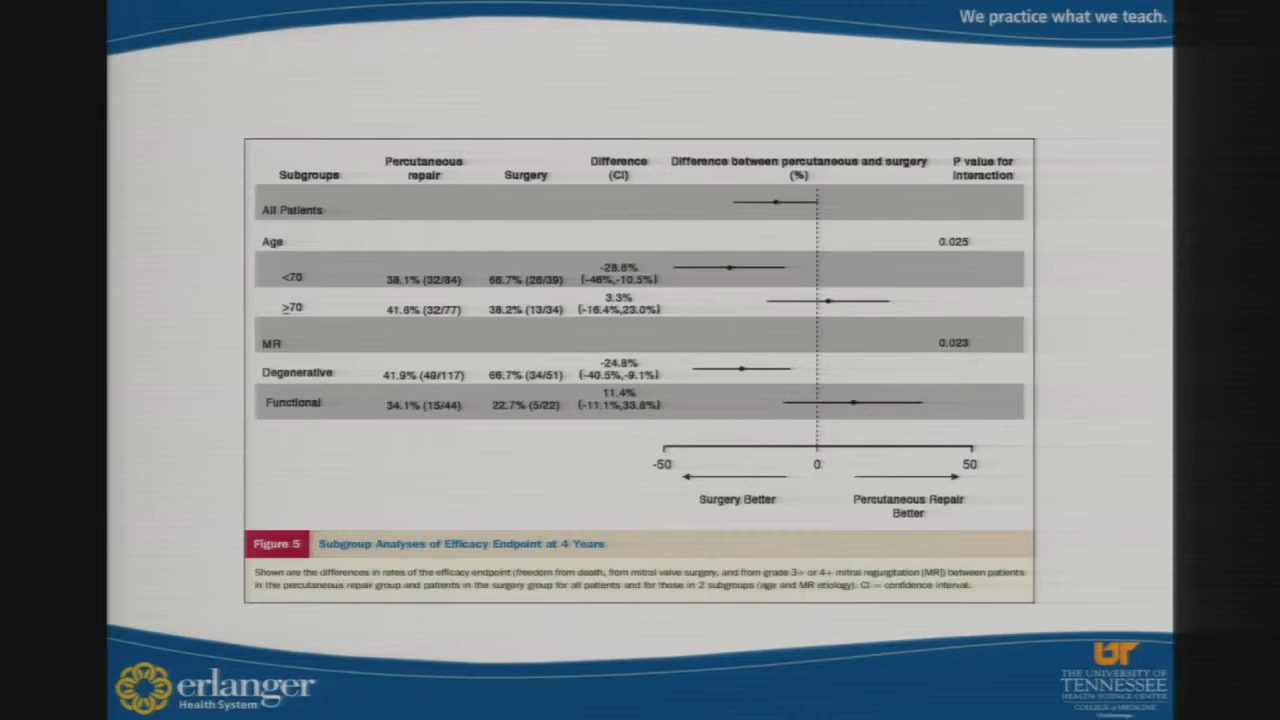 We practice what we teach.
Percutaneous Difference Difference between percutaneous and surgery P value for
Subgroups repair Surgery (CI) (%) Interaction
All Patients
Age 0.025
<70 38.1% (32/84) 66.7% (26/39) -28.6% (-46%,-10.5%)
≥70 41.6% (32/77) 38.2% (13/34) 3.3% (-16.4%,23.0%)
MR 0.023
Degenerative 41.9% (49/117) 66.7% (34/51) -24.8% (-40.5%,-9.1%)
Functional 34.1% (15/44) 22.7% (5/22) 11.4% (-11.1%,33.8%)
-50 0 50
Surgery Better Percutaneous Repair
Better
Figure 5 Subgroup Analyses of Efficacy Endpoint at 4 Years
Shown are the differences in rates of the efficacy endpoint (freedom from death, from mitral valve surgery, and from grade 3+ or 4+ mitral regurgitation [MR]) between patients
in the percutaneous repair group and patients in the surgery group for all patients and for those in 2 subgroups (age and MR etiology). CI = confidence interval.
erlanger
Health System
UT
THE UNIVERSITY OF
TENNESSEE
HEALTH SCIENCE CENTER
COLLEGE of MEDICINE
Chattanooga